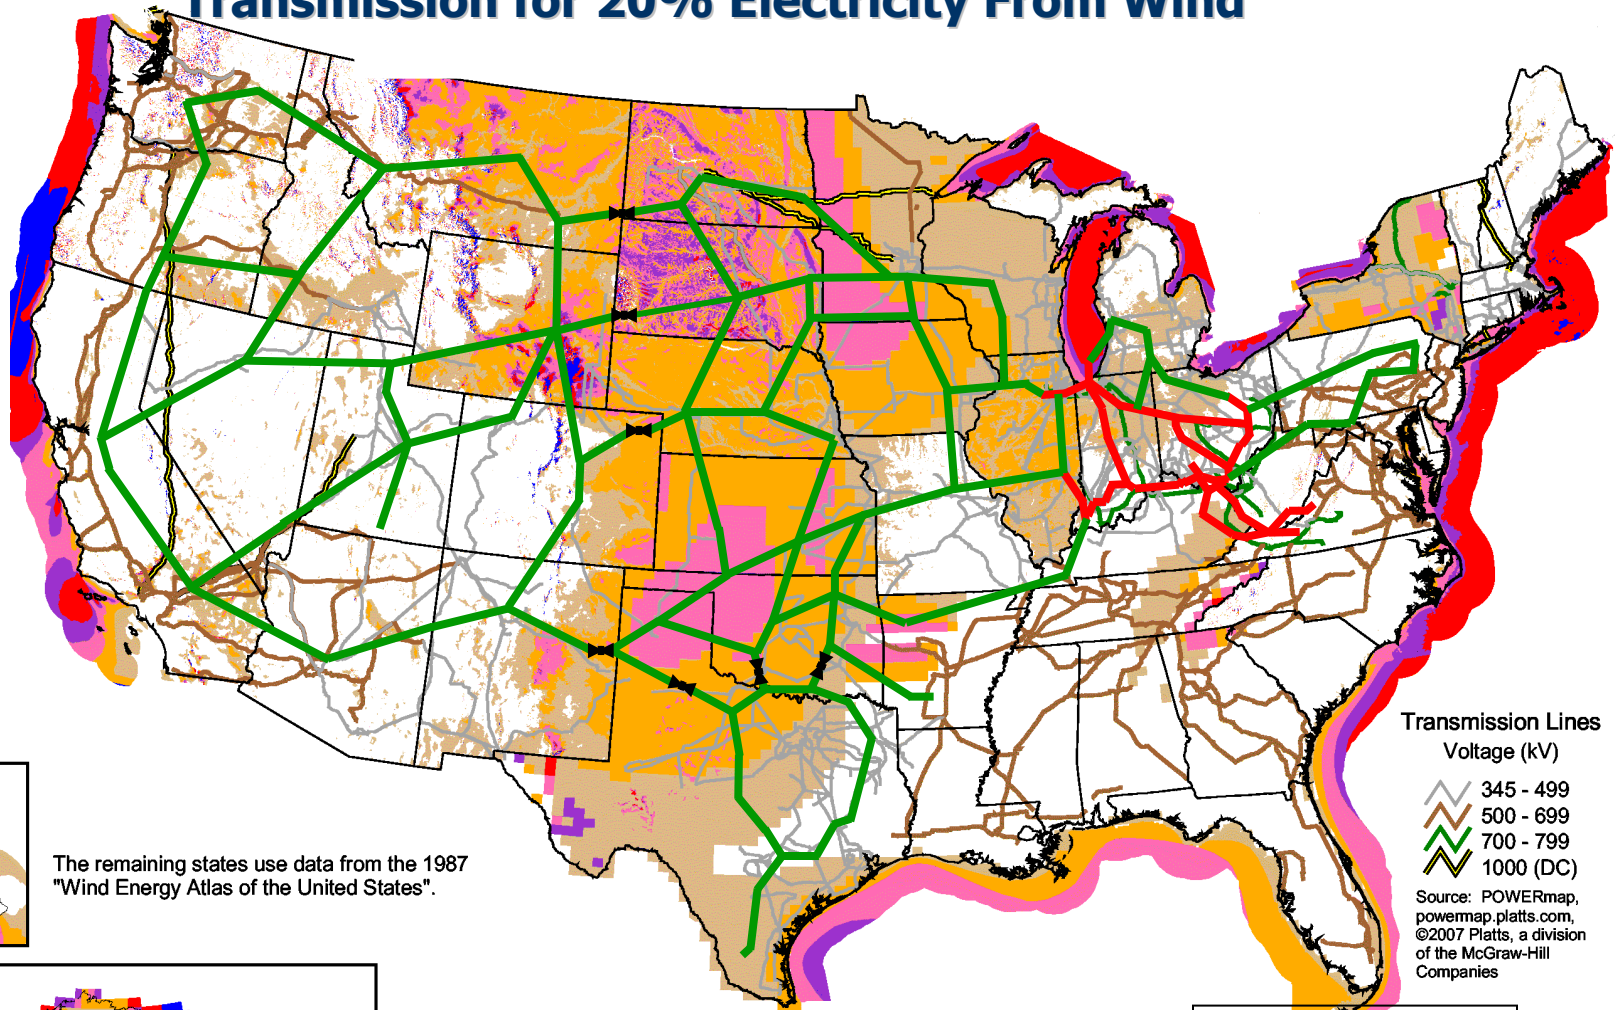 Transmission for 20% Electricity From Wind
Transmission Lines
Voltage (kV)
345 - 499
500 - 699
700 - 799
1000 (DC)
Source: POWERmap,
powermap.platts.com,
©2007 Platts, a division
of the McGraw-Hill
Companies
The remaining states use data from the 1987
"Wind Energy Atlas of the United States".